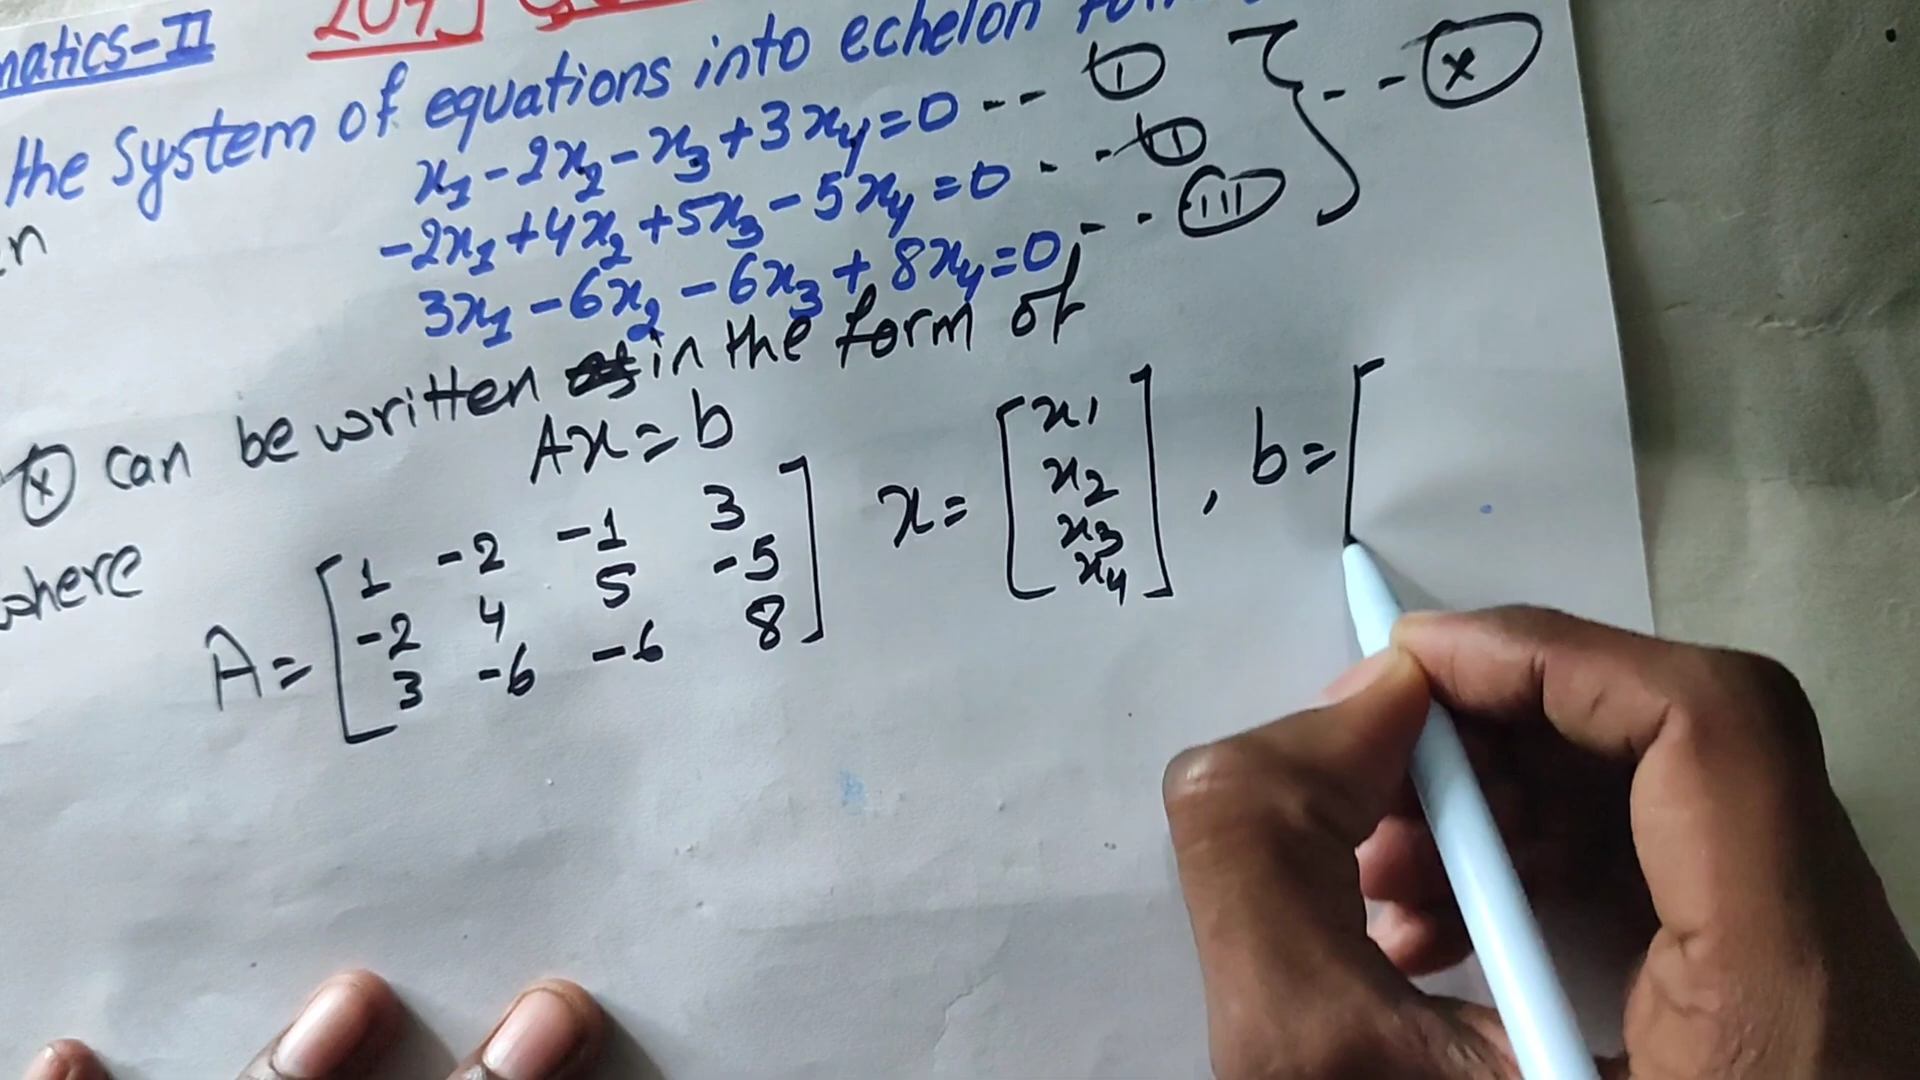 matics-II
the System of equations into echelon
x₁ - 2x₂ - x₃ + 3x₄ = 0 --- Ⓘ
-2x₁ + 4x₂ + 5x₃ - 5x₄ = 0 --- Ⓘ
3x₁ - 6x₂ - 6x₃ + 8x₄ = 0 --- (III)
} -- (x)
(x) can be written in the form of
Ax = b
where
A = [1 -2 -1 3
-2 4 5 -5
3 -6 -6 8]
x = [x1
x2
x3
x4]
, b = [